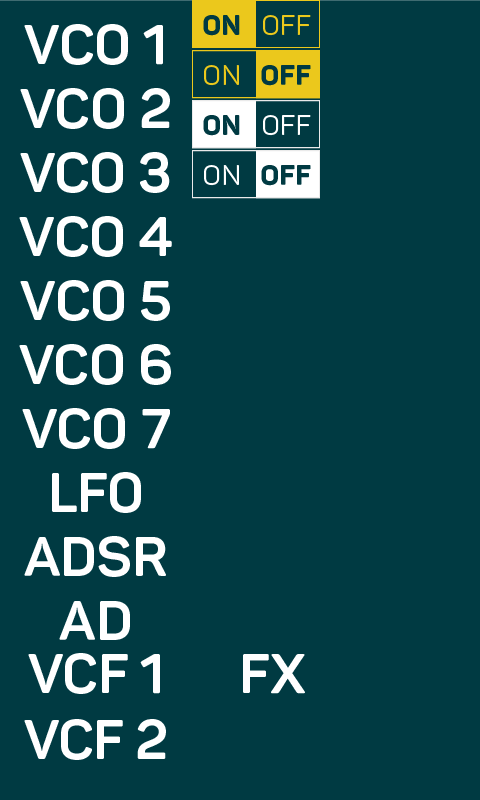 VCO 1
ON OFF
ON OFF
VCO 2
ON OFF
VCO 3
ON OFF
VCO 4
VCO 5
VCO 6
VCO 7
LFO
ADSR
AD
VCF 1
FX
VCF 2